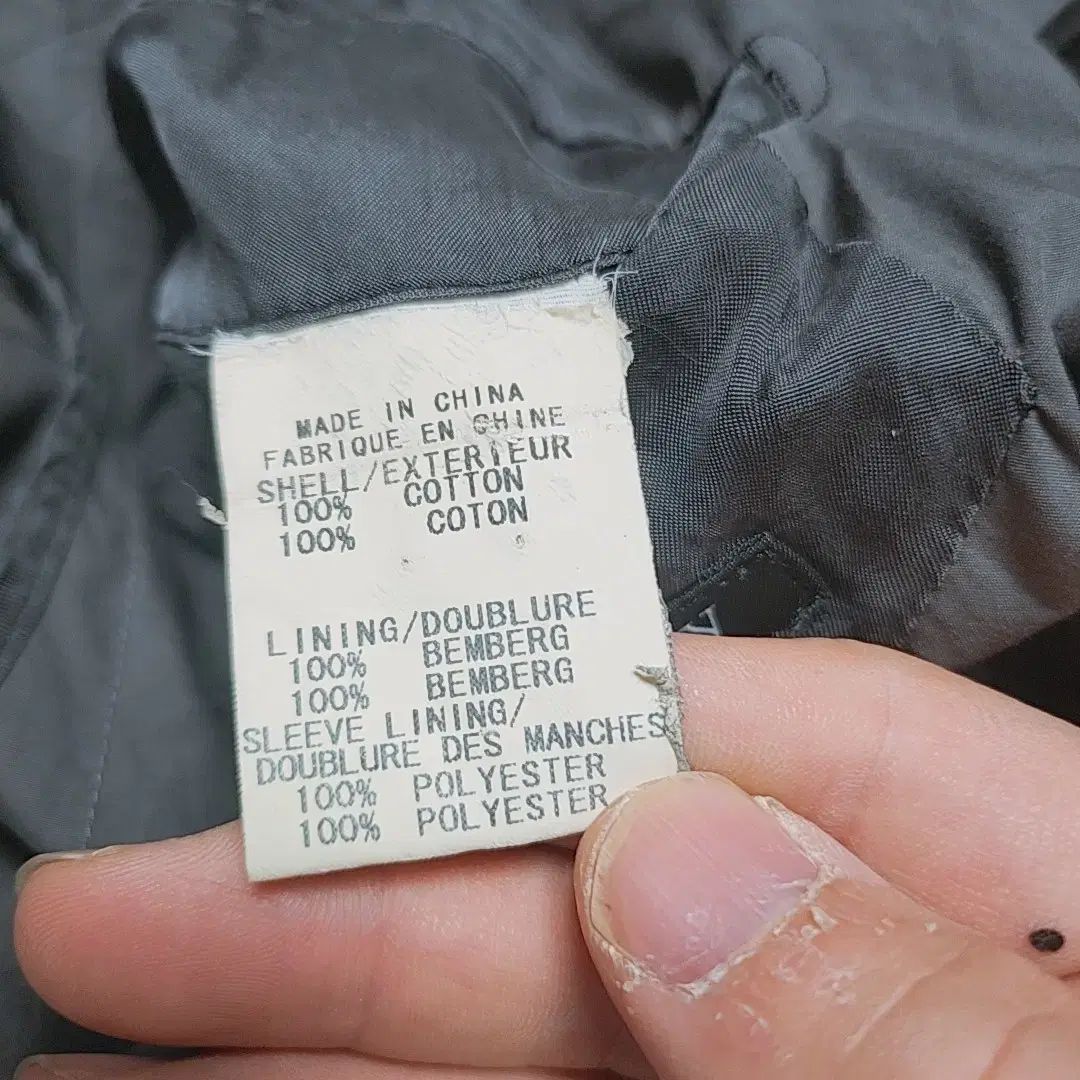 MADE IN CHINA
FABRIQUE EN CHINE
SHELL/EXTERIEUR
100% COTTON
100% COTON
LINING/DOUBLURE
100% BEMBERG
100% BEMBERG
SLEEVE LINING/
DOUBLURE DES MANCHES
100% POLYESTER
100% POLYESTER